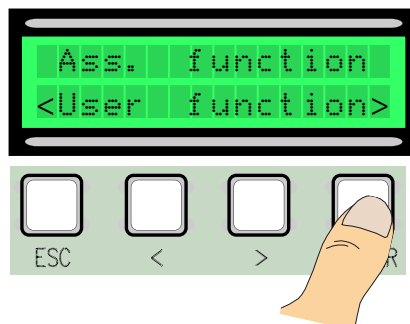 Ass. function
<User function>
ESC < >